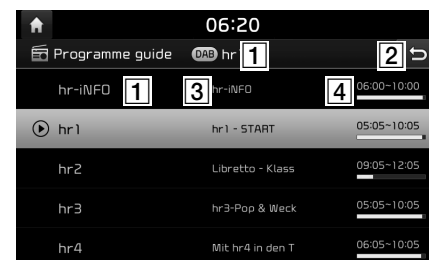 06:20
Programme guide DAB hr 1 2
hr-iNFO 1 3 hr-iNFO 4 06:00~10:00
hr1 hr1 - START 05:05~10:05
hr2 Libretto - Klass 09:05~12:05
hr3 hr3-Pop & Weck 05:05~10:05
hr4 Mit hr4 in den T 06:05~10:05